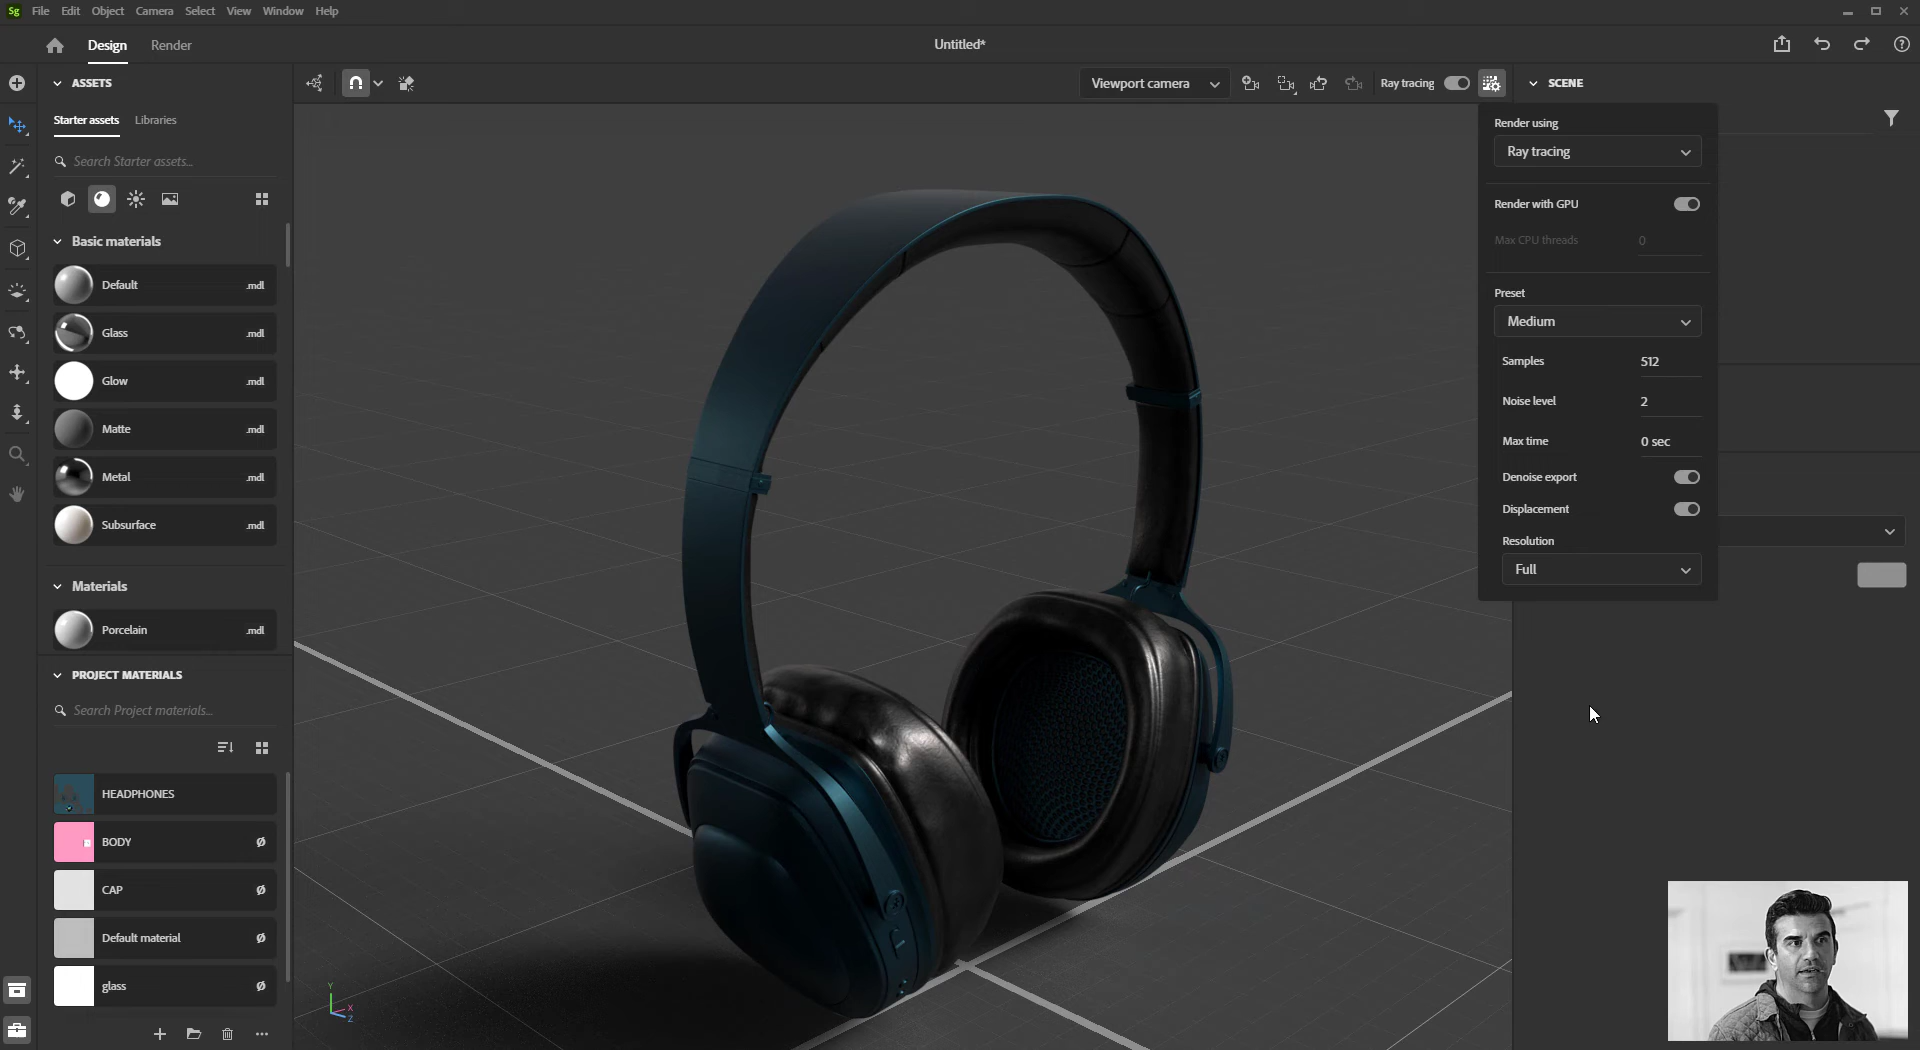 Sg File Edit Object Camera Select View Window Help
Design Render Untitled*
ASSETS
Viewport camera
Ray tracing
SCENE
Starter assets Libraries
Search Starter assets...
Basic materials
Default .mdl
Glass .mdl
Glow .mdl
Matte .mdl
Metal .mdl
Subsurface .mdl
Materials
Porcelain .mdl
PROJECT MATERIALS
Search Project materials...
HEADPHONES
BODY
CAP
Default material
glass
Y
X
Z
Render using
Ray tracing
Render with GPU
Max CPU threads 0
Preset
Medium
Samples 512
Noise level 2
Max time 0 sec
Denoise export
Displacement
Resolution
Full